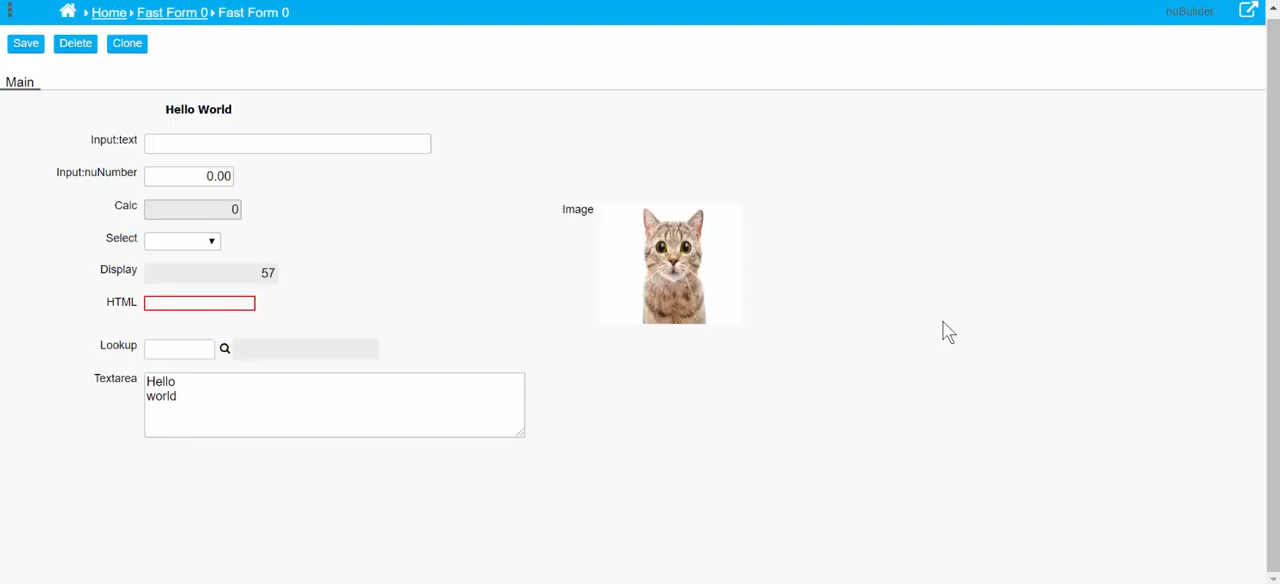 Home Fast Form 0 Fast Form 0 nuBuilder
Save Delete Clone
Main
Hello World
Input:text
Input:nuNumber 0.00
Calc 0
Image
Select
Display 57
HTML
Lookup
Textarea Hello
world